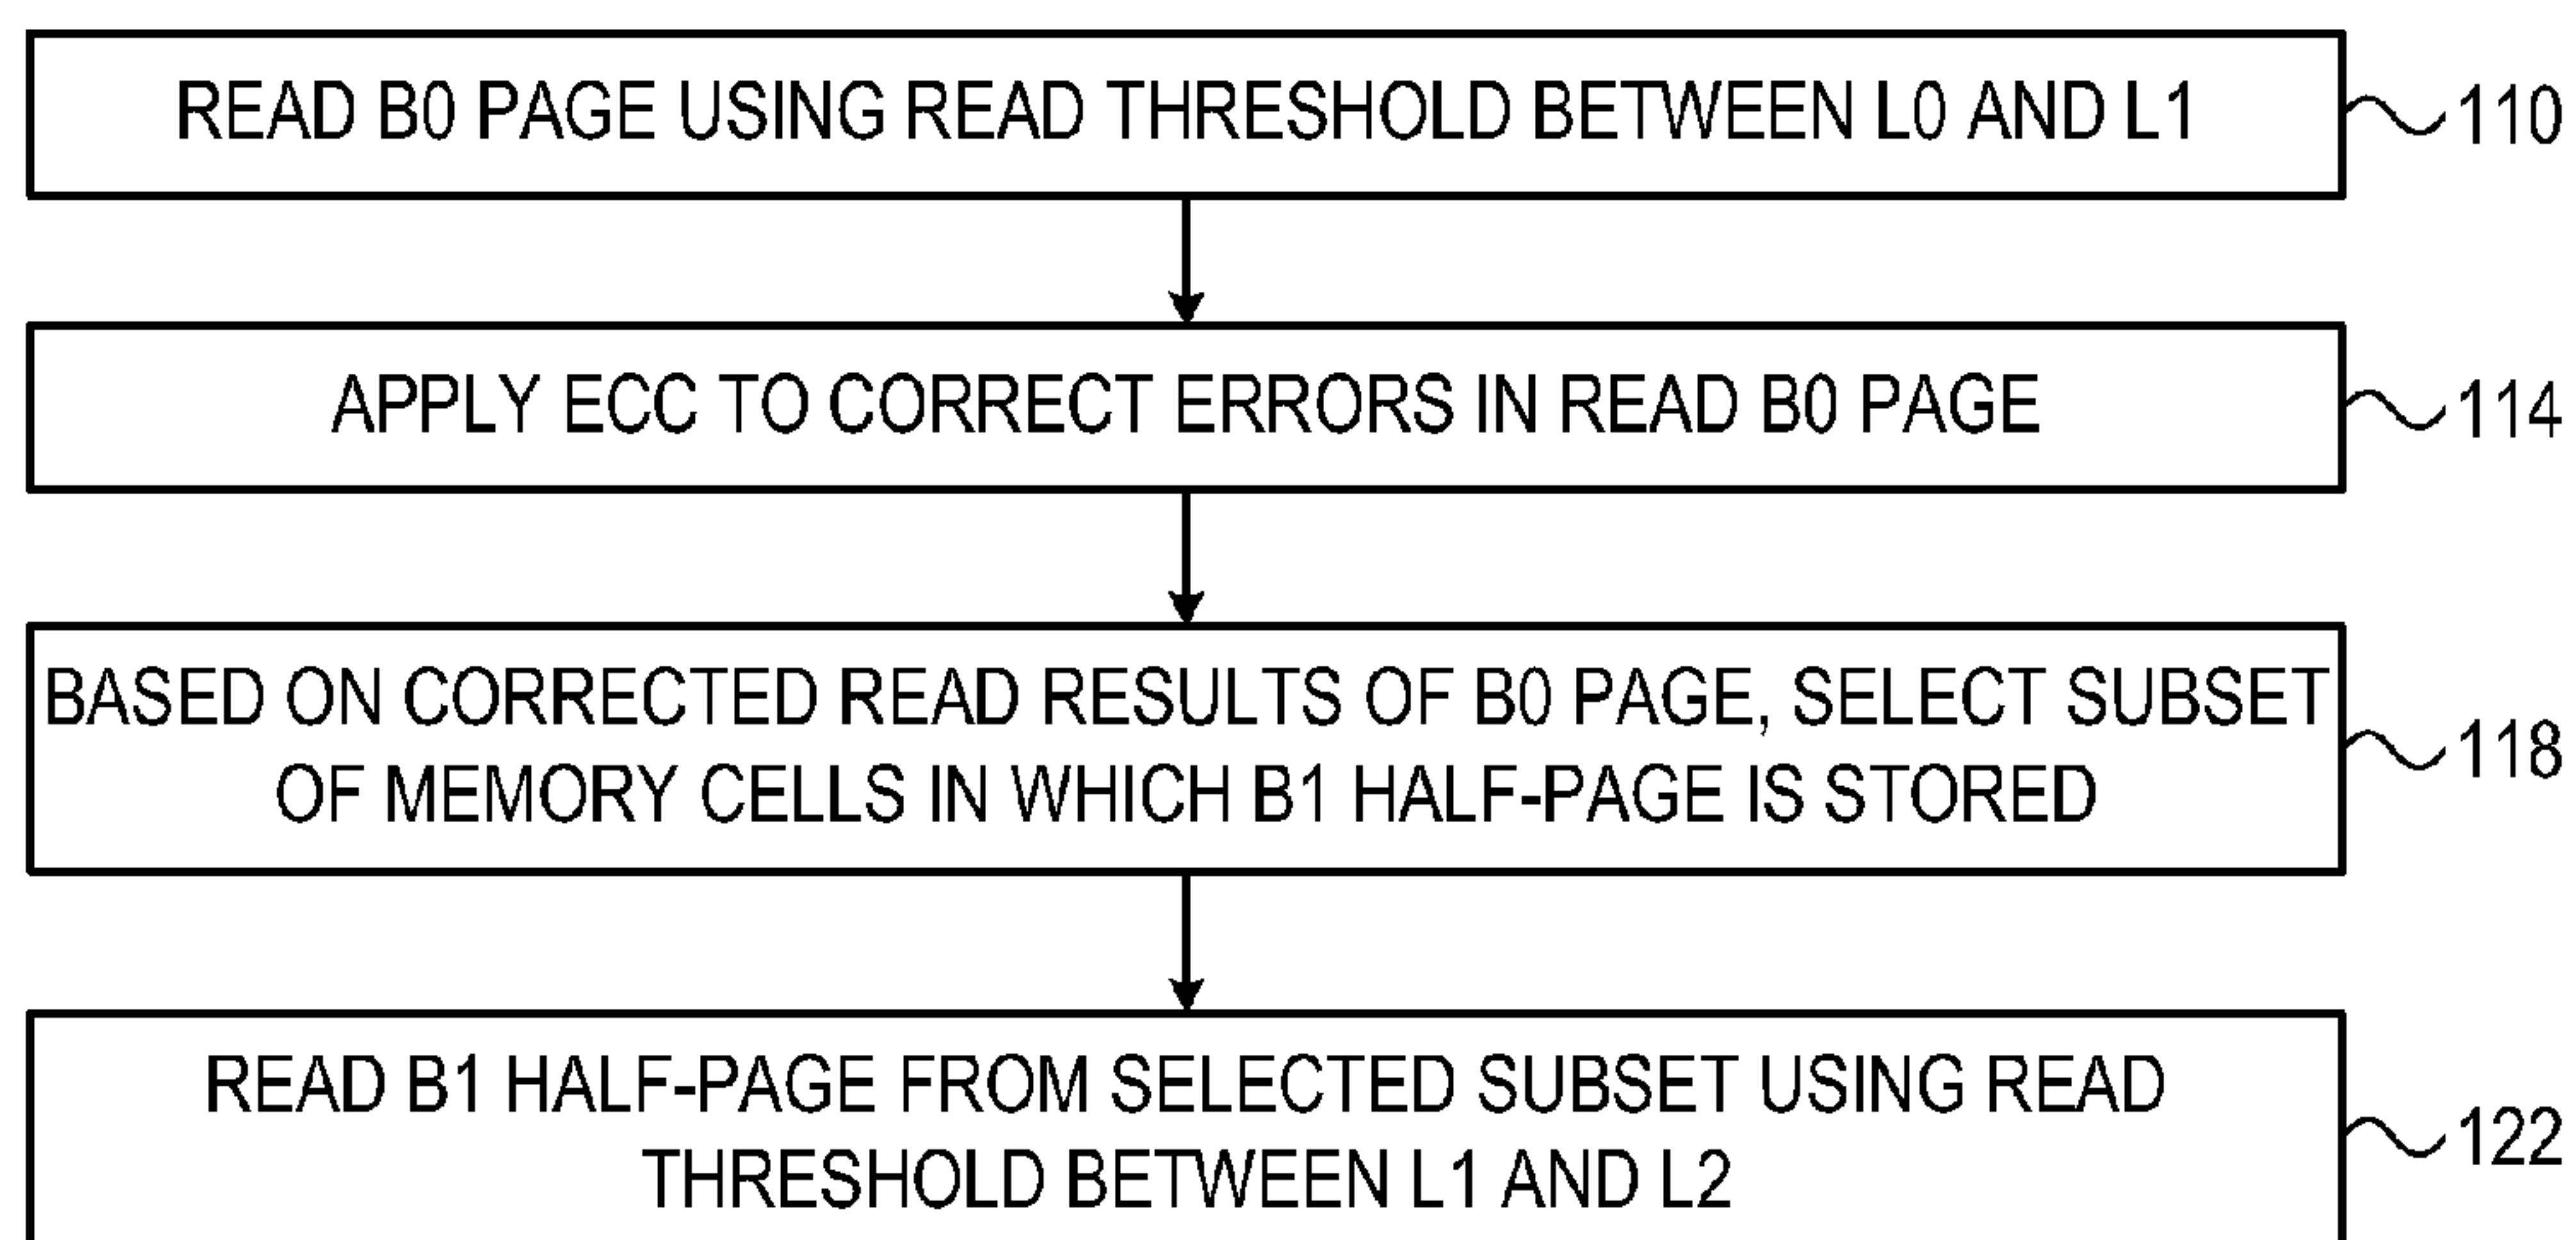 READ B0 PAGE USING READ THRESHOLD BETWEEN L0 AND L1
110
APPLY ECC TO CORRECT ERRORS IN READ B0 PAGE
114
BASED ON CORRECTED READ RESULTS OF B0 PAGE, SELECT SUBSET
OF MEMORY CELLS IN WHICH B1 HALF-PAGE IS STORED
118
READ B1 HALF-PAGE FROM SELECTED SUBSET USING READ
THRESHOLD BETWEEN L1 AND L2
122